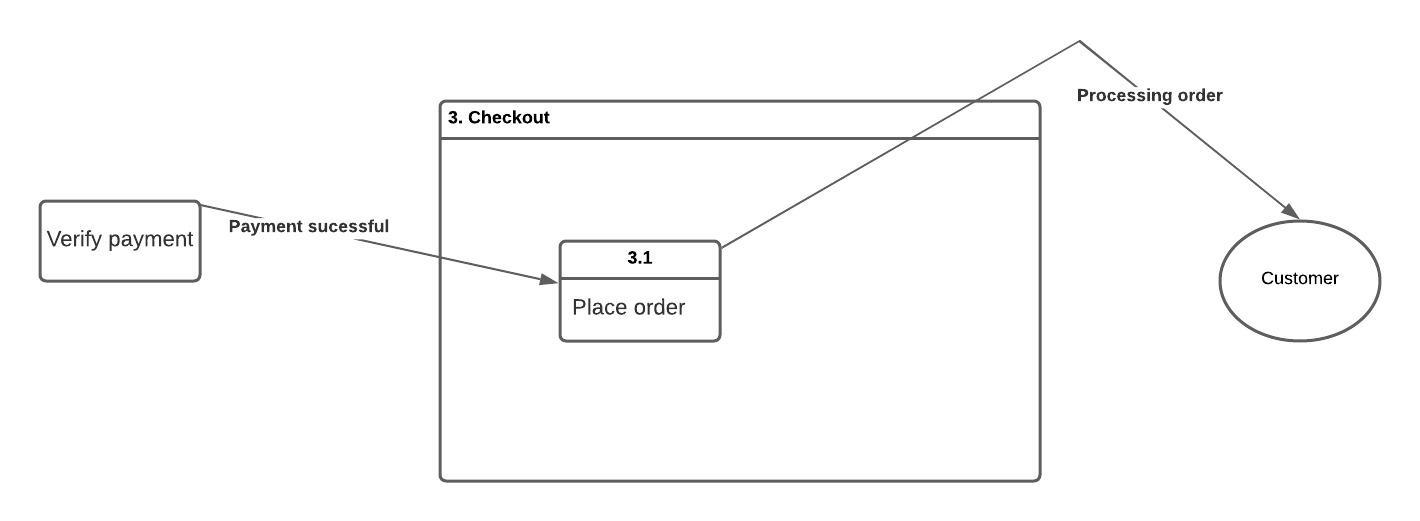 Processing order
3. Checkout
Verify payment
Payment sucessful
3.1
Place order
Customer